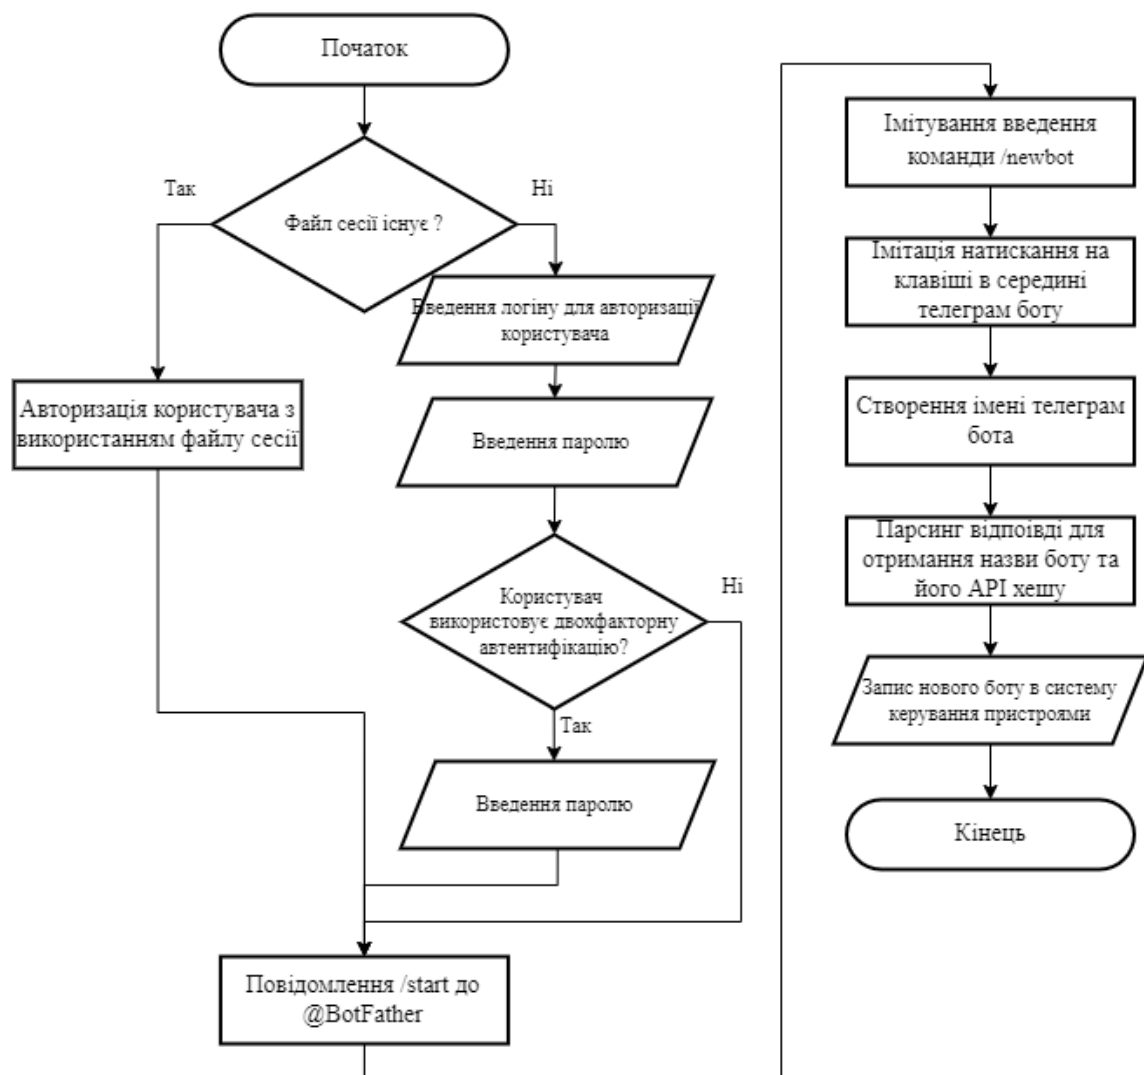 Початок
Так
Ні
Файл сесії існує ?
Введення логіну для авторизації
користувача
Авторизація користувача з
використанням файлу сесії
Введення паролю
Користувач
використовує двохфакторну
автентифікацію?
Ні
Так
Введення паролю
Повідомлення /start до
@BotFather
Імітування введення
команди /newbot
Імітація натискання на
клавіші в середині
телеграм боту
Створення імені телеграм
бота
Парсинг відпоівді для
отримання назви боту та
його API хешу
Запис нового боту в систему
керування пристроями
Кінець